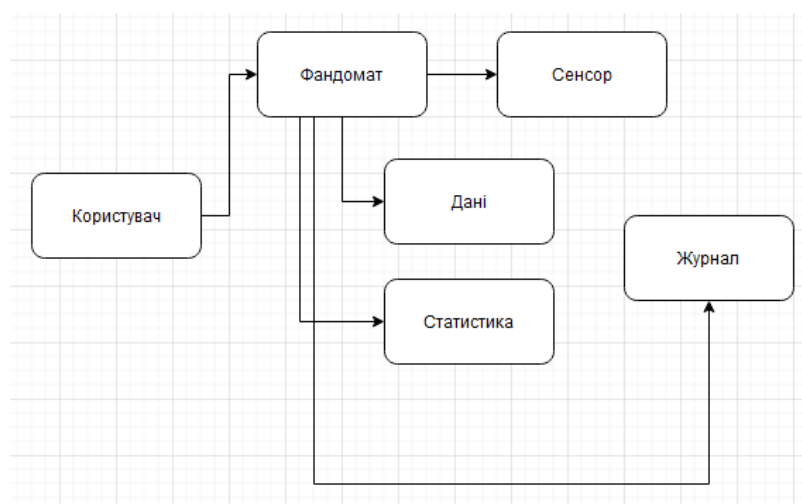 Фандомат
Сенсор
Користувач
Дані
Журнал
Статистика